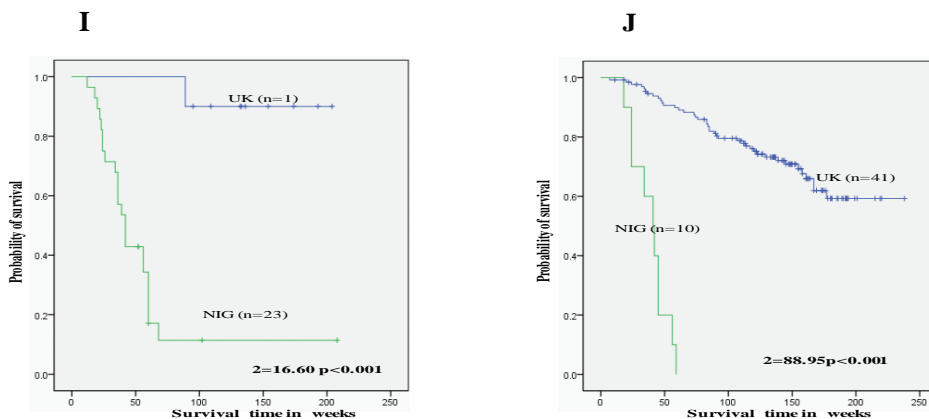 I
J
1.0
0.8
0.6
0.4
0.2
0.0
Probability of survival
UK (n=1)
NIG (n=23)
2=16.60 p<0.001
0
50
100
150
200
250
Survival time in weeks
1.0
0.8
0.6
0.4
0.2
0.0
Probability of survival
UK (n=41)
NIG (n=10)
2=88.95p<0.001
0
50
100
150
200
250
Survival time in weeks